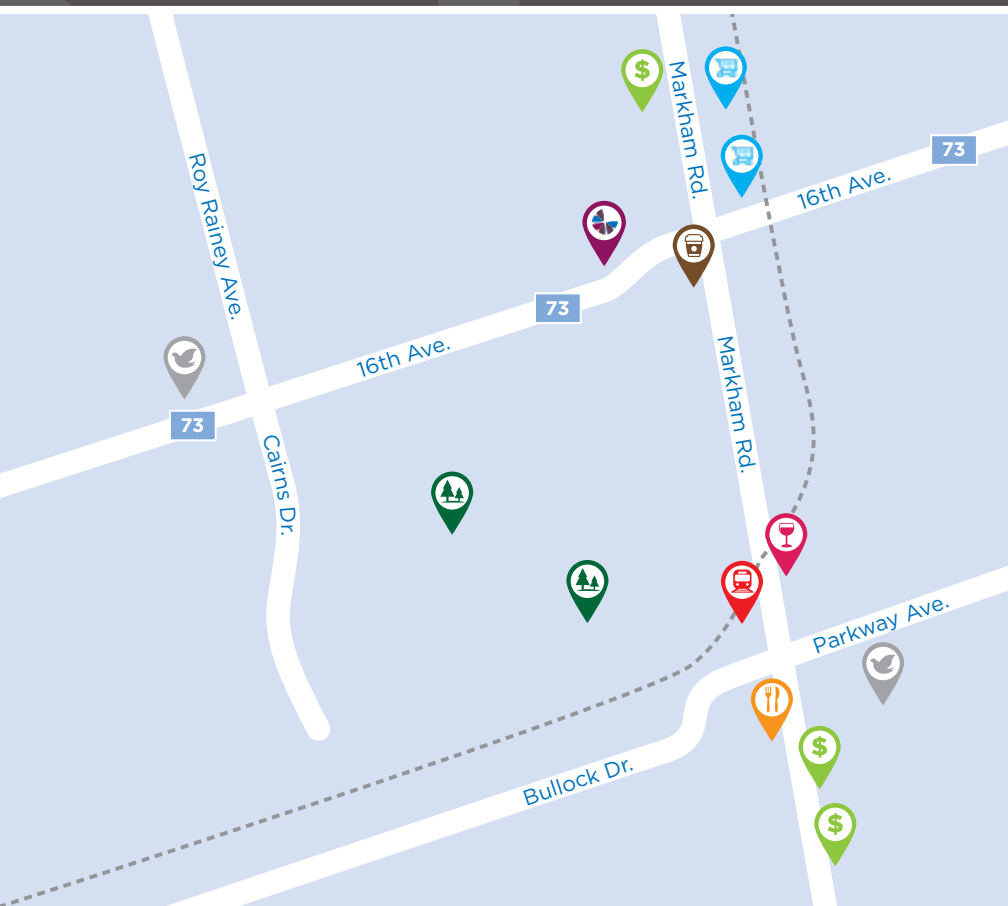 $
Markham Rd.
73
16th Ave.
Roy Rainey Ave.
73
16th Ave.
73
Markham Rd.
Cairns Dr.
Parkway Ave.
$
Bullock Dr.
$